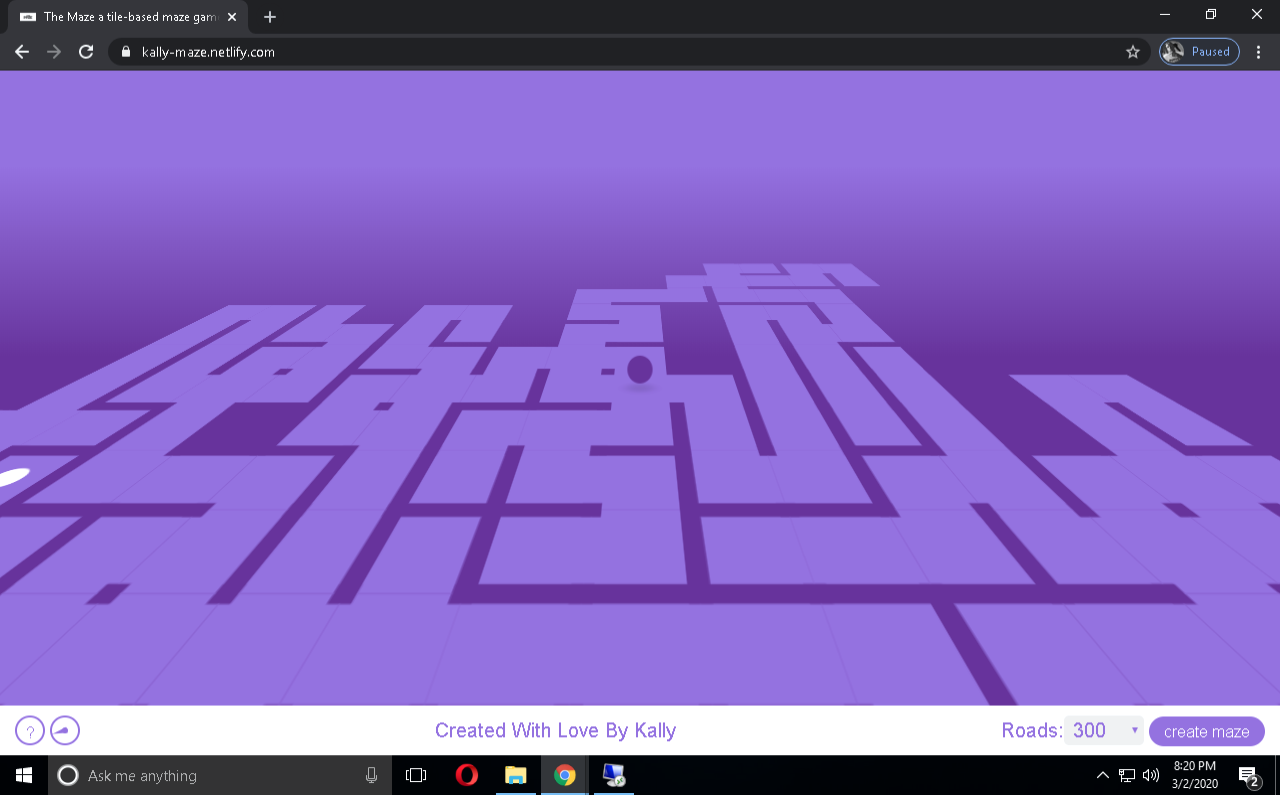 The Maze a tile-based maze gam
kally-maze.netlify.com
Paused
?
Created With Love By Kally
Roads: 300
create maze
Ask me anything
8:20 PM
3/2/2020
2